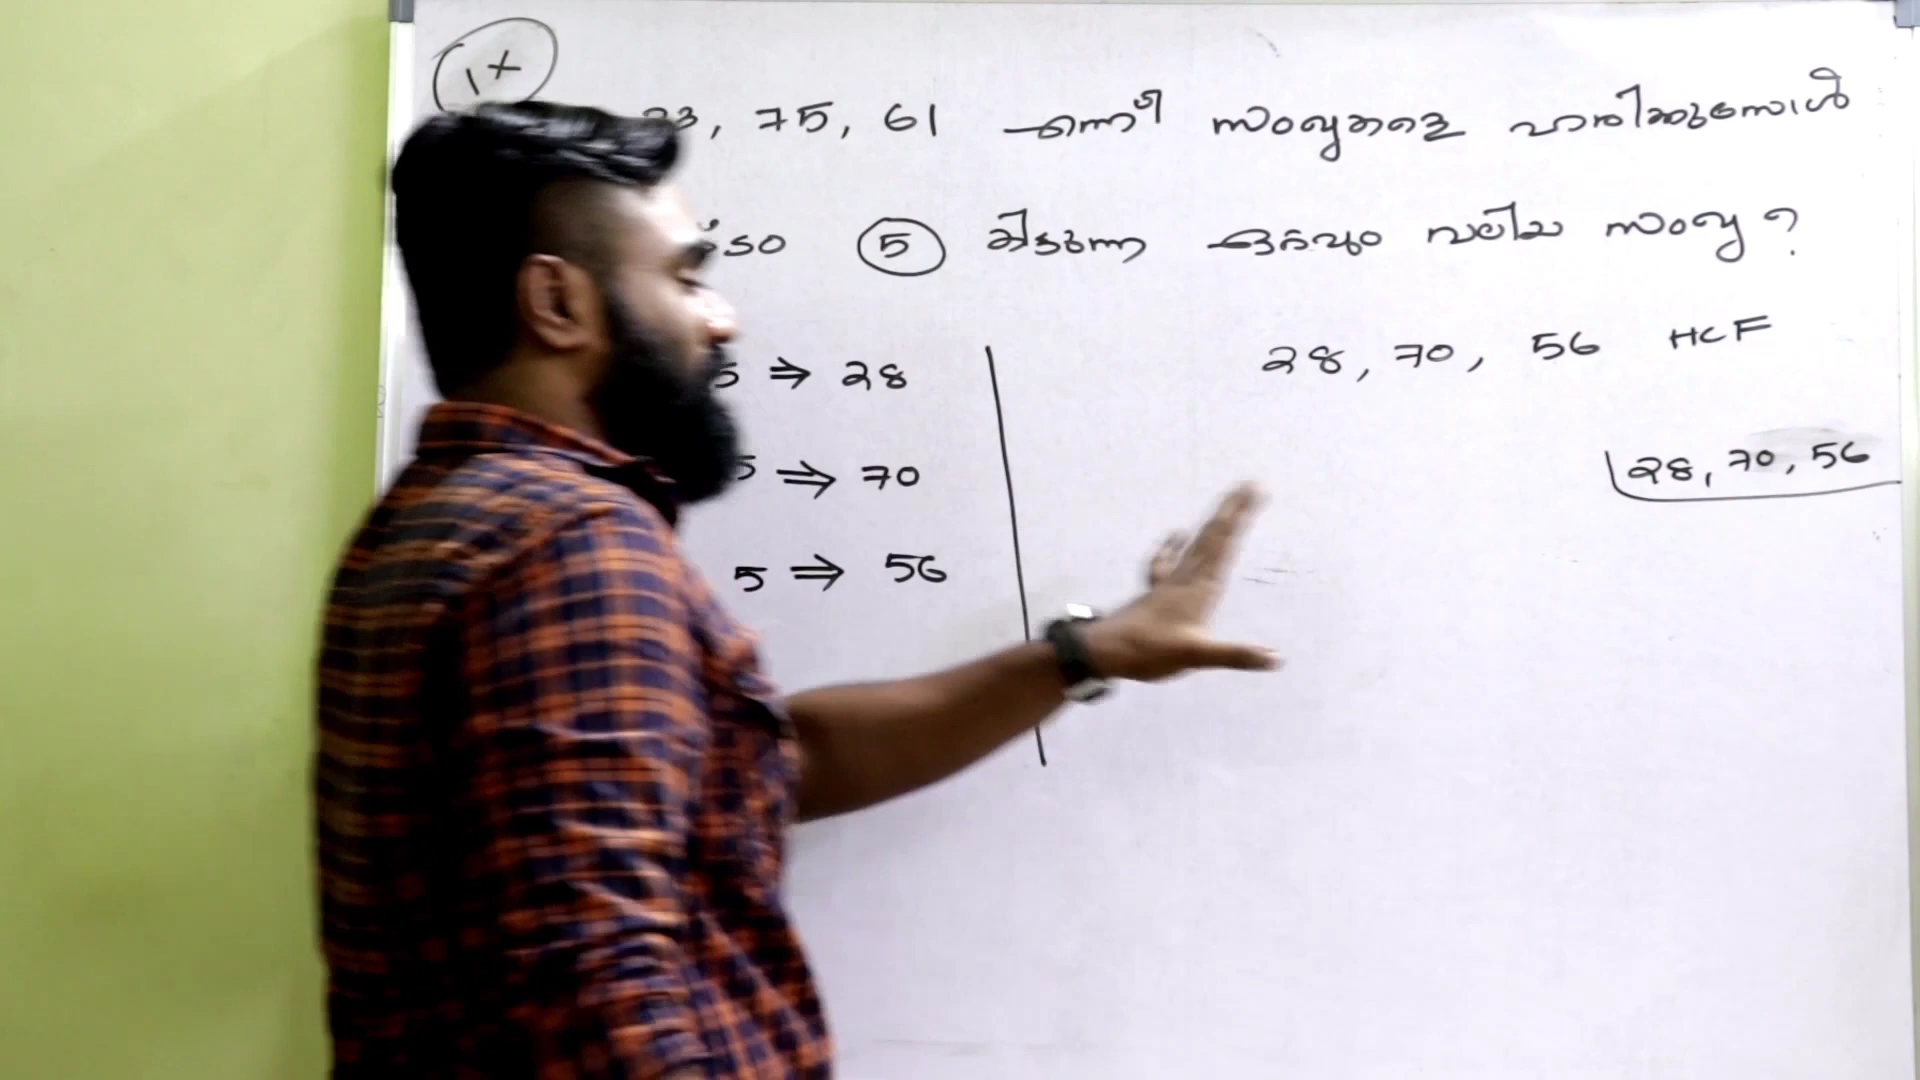 1+
3, 75, 61 എന്നീ സംഖ്യകളെ ഹരിക്കുമ്പോൾ
ഷ്ടം 5 കിട്ടുന്ന ഏറ്റവും വലിയ സംഖ്യ ?
5 ⇒ 28
5 ⇒ 70
5 ⇒ 56
28, 70, 56 HCF
28, 70, 56